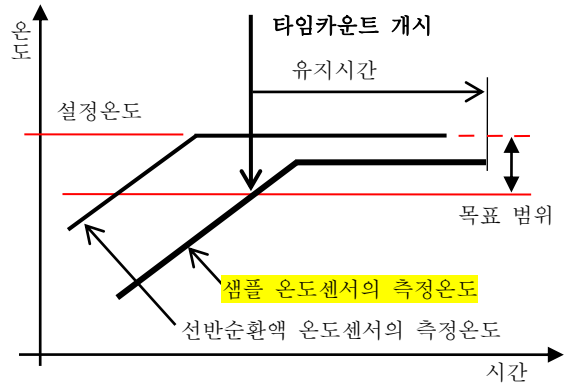 온도
타임카운트 개시
유지시간
설정온도
목표 범위
샘플 온도센서의 측정온도
선반순환액 온도센서의 측정온도
시간